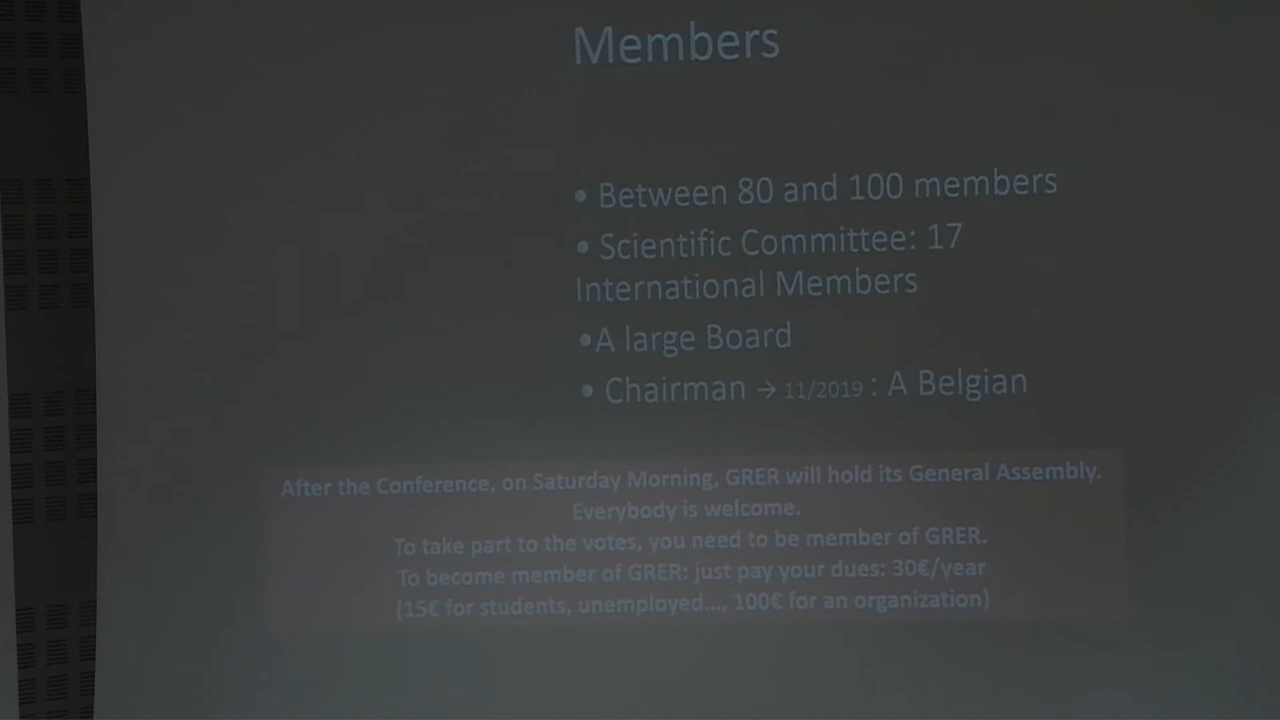 Members
• Between 80 and 100 members
• Scientific Committee: 17
International Members
•A large Board
• Chairman → 11/2019 : A Belgian
After the Conference, on Saturday Morning, GRER will hold its General Assembly.
Everybody is welcome.
To take part to the votes, you need to be member of GRER.
To become member of GRER: just pay your dues: 30€/year
(15€ for students, unemployed..., 100€ for an organization)